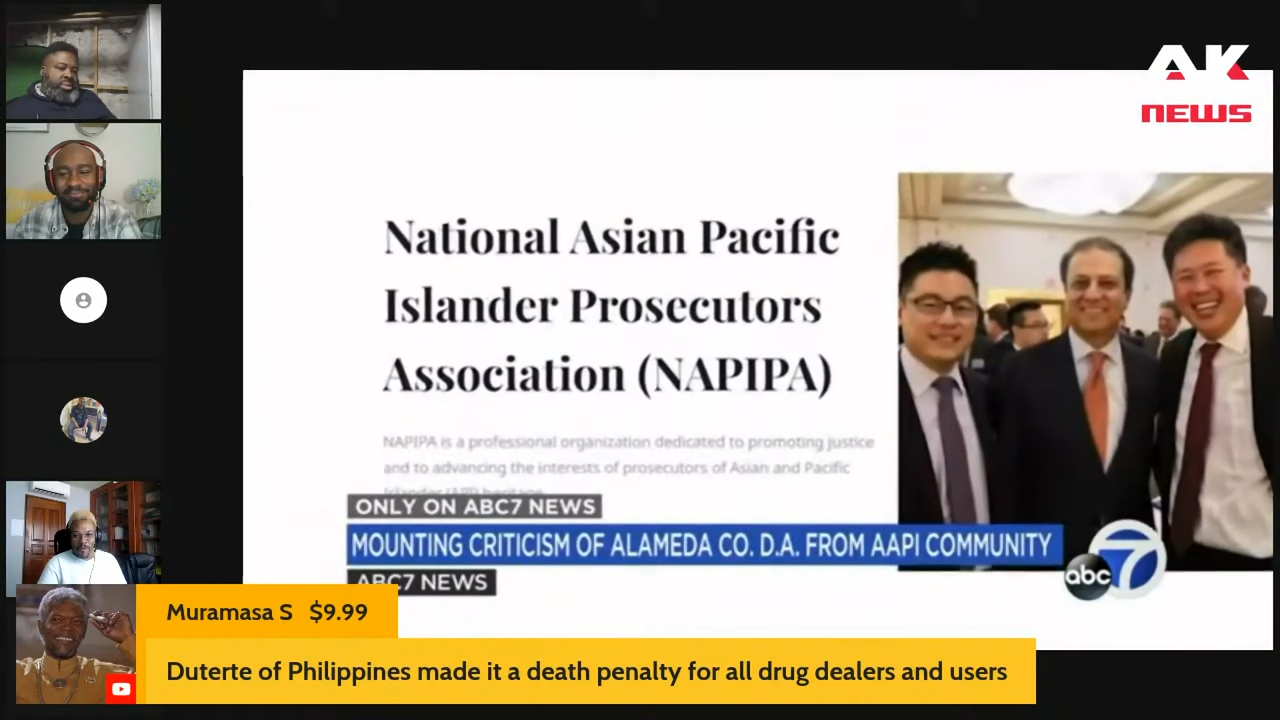 AK
NEWS
National Asian Pacific
Islander Prosecutors
Association (NAPIPA)
NAPIPA is a professional organization dedicated to promoting justice
and to advancing the interests of prosecutors of Asian and Pacific
Islander (API) heritage
ONLY ON ABC7 NEWS
MOUNTING CRITICISM OF ALAMEDA CO. D.A. FROM AAPI COMMUNITY
ABC7 NEWS
abc 7
Muramasa S $9.99
Duterte of Philippines made it a death penalty for all drug dealers and users